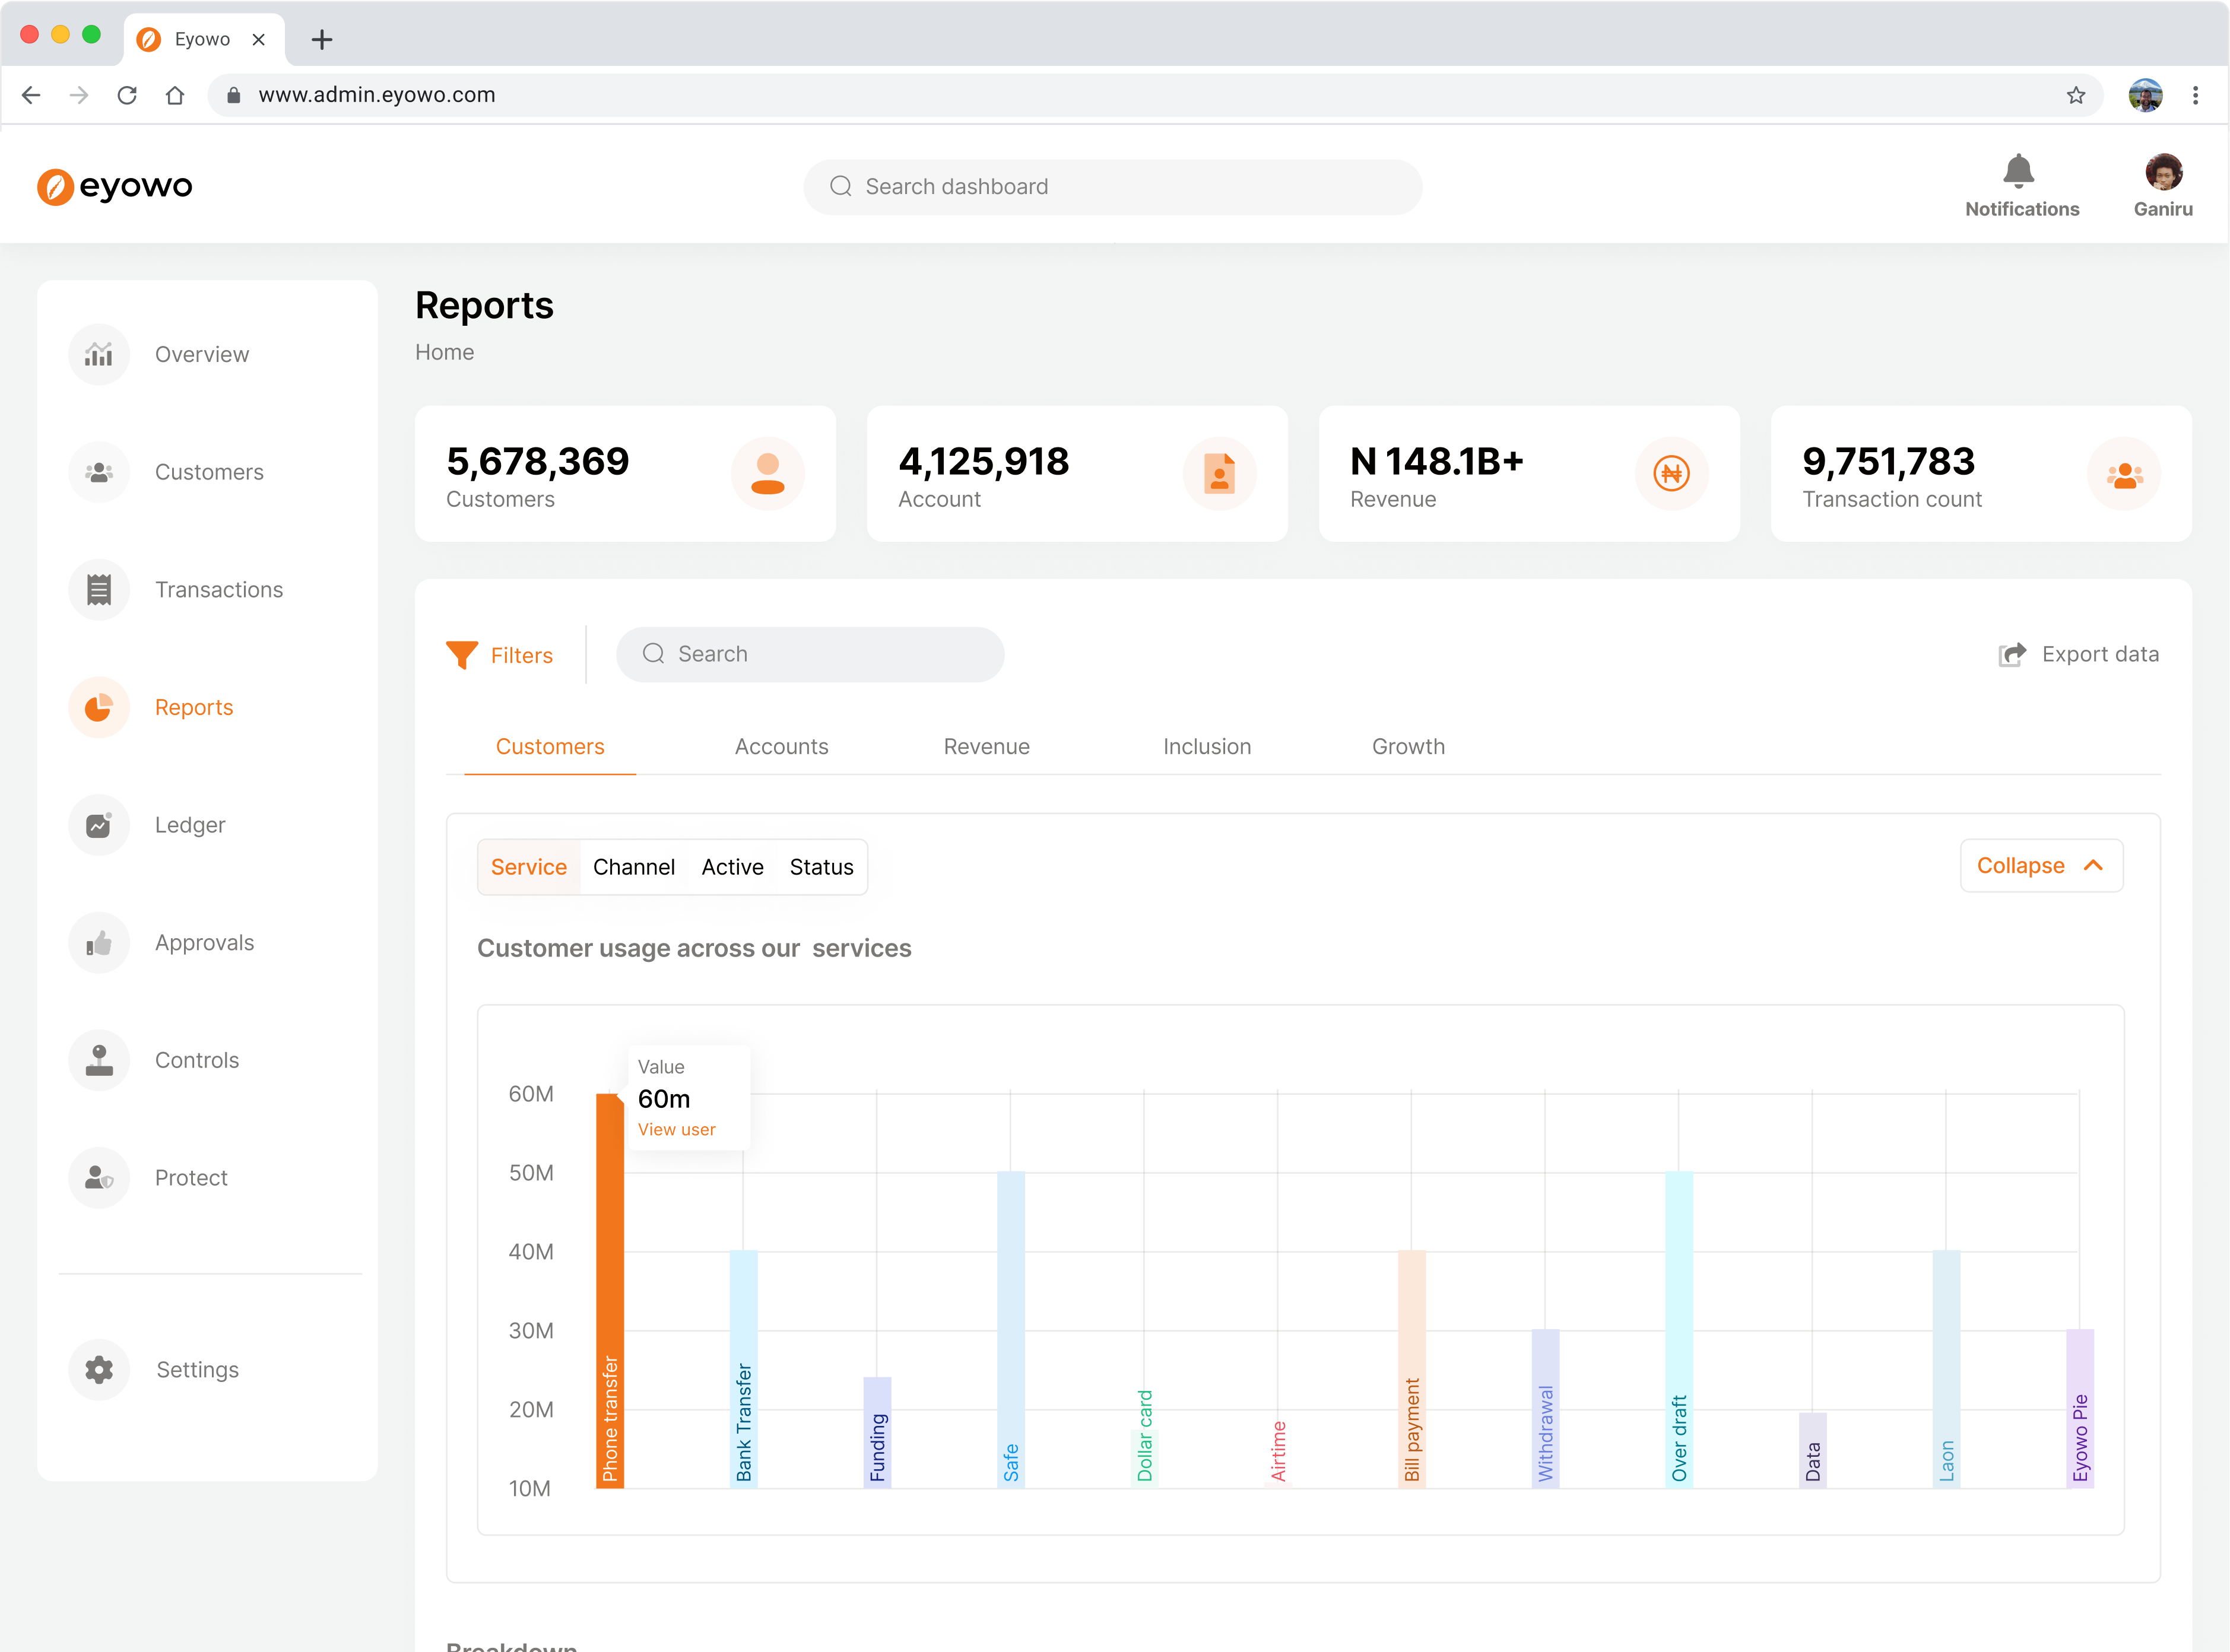 Eyowo
www.admin.eyowo.com
eyowo
Search dashboard
Notifications
Ganiru
Overview
Customers
Transactions
Reports
Ledger
Approvals
Controls
Protect
Settings
Reports
Home
5,678,369
Customers
4,125,918
Account
N 148.1B+
Revenue
9,751,783
Transaction count
Filters
Search
Export data
Customers Accounts Revenue Inclusion Growth
Service Channel Active Status
Collapse
Customer usage across our services
Value
60m
View user
60M
50M
40M
30M
20M
10M
Phone transfer
Bank Transfer
Funding
Safe
Dollar card
Airtime
Bill payment
Withdrawal
Over draft
Data
Laon
Eyowo Pie
Breakdown